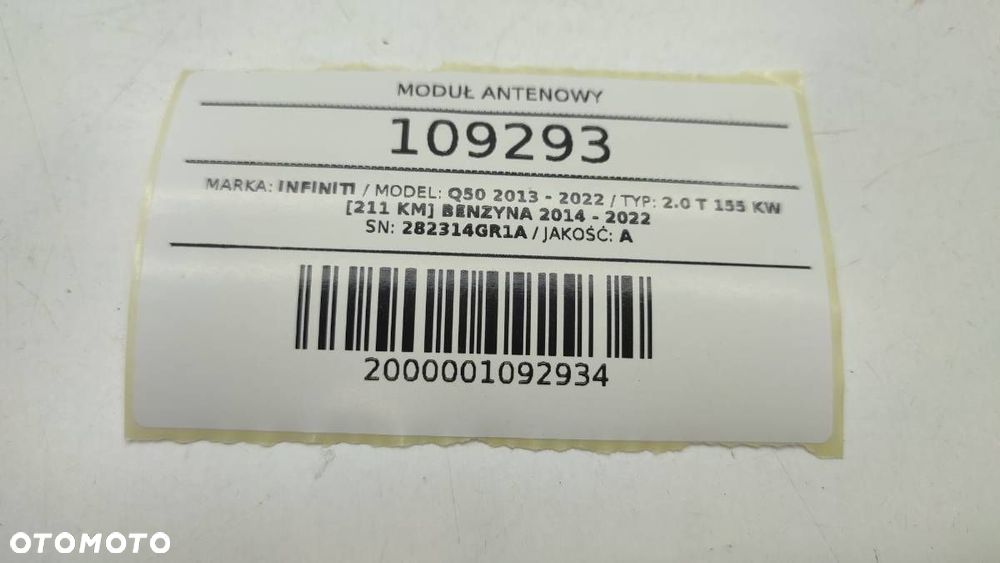 MODUŁ ANTENOWY
109293
MARKA: INFINITI / MODEL: Q50 2013 - 2022 / TYP: 2.0 T 155 KW
[211 KM] BENZYNA 2014 - 2022
SN: 282314GR1A / JAKOŚĆ: A
2000001092934
OTOMOTO